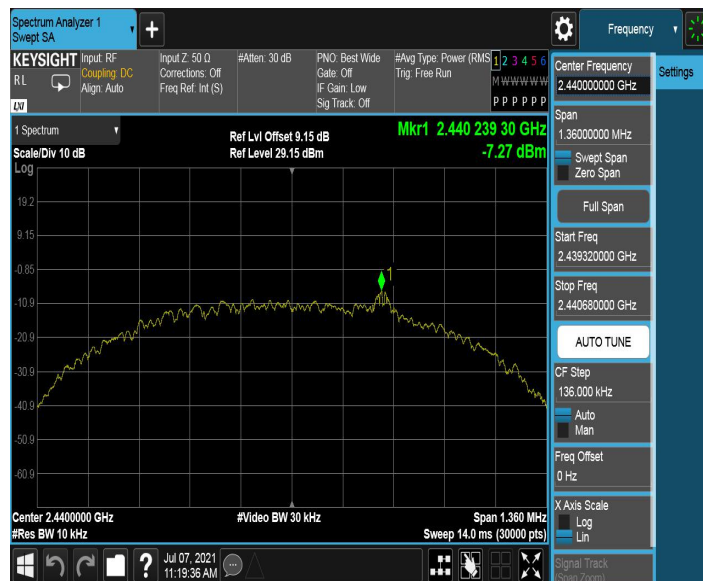 Spectrum Analyzer 1
Swept SA
+
Frequency
KEYSIGHT
RL
LXI
Input: RF
Coupling: DC
Align: Auto
Input Z: 50 Ω
Corrections: Off
Freq Ref: Int (S)
#Atten: 30 dB
PNO: Best Wide
Gate: Off
IF Gain: Low
Sig Track: Off
#Avg Type: Power (RMS
Trig: Free Run
1 2 3 4 5 6
M W W W W W
P P P P P P
1 Spectrum
Scale/Div 10 dB
Ref Lvl Offset 9.15 dB
Ref Level 29.15 dBm
Mkr1 2.440 239 30 GHz
-7.27 dBm
Log
19.2
9.15
-0.85
-10.9
-20.9
-30.9
-40.9
-50.9
-60.9
1
Center 2.4400000 GHz
#Res BW 10 kHz
#Video BW 30 kHz
Span 1.360 MHz
Sweep 14.0 ms (30000 pts)
?
Jul 07, 2021
11:19:36 AM
Center Frequency
2.440000000 GHz
Span
1.36000000 MHz
Swept Span
Zero Span
Full Span
Start Freq
2.439320000 GHz
Stop Freq
2.440680000 GHz
AUTO TUNE
CF Step
136.000 kHz
Auto
Man
Freq Offset
0 Hz
X Axis Scale
Log
Lin
Signal Track
(Span Zoom)
Settings